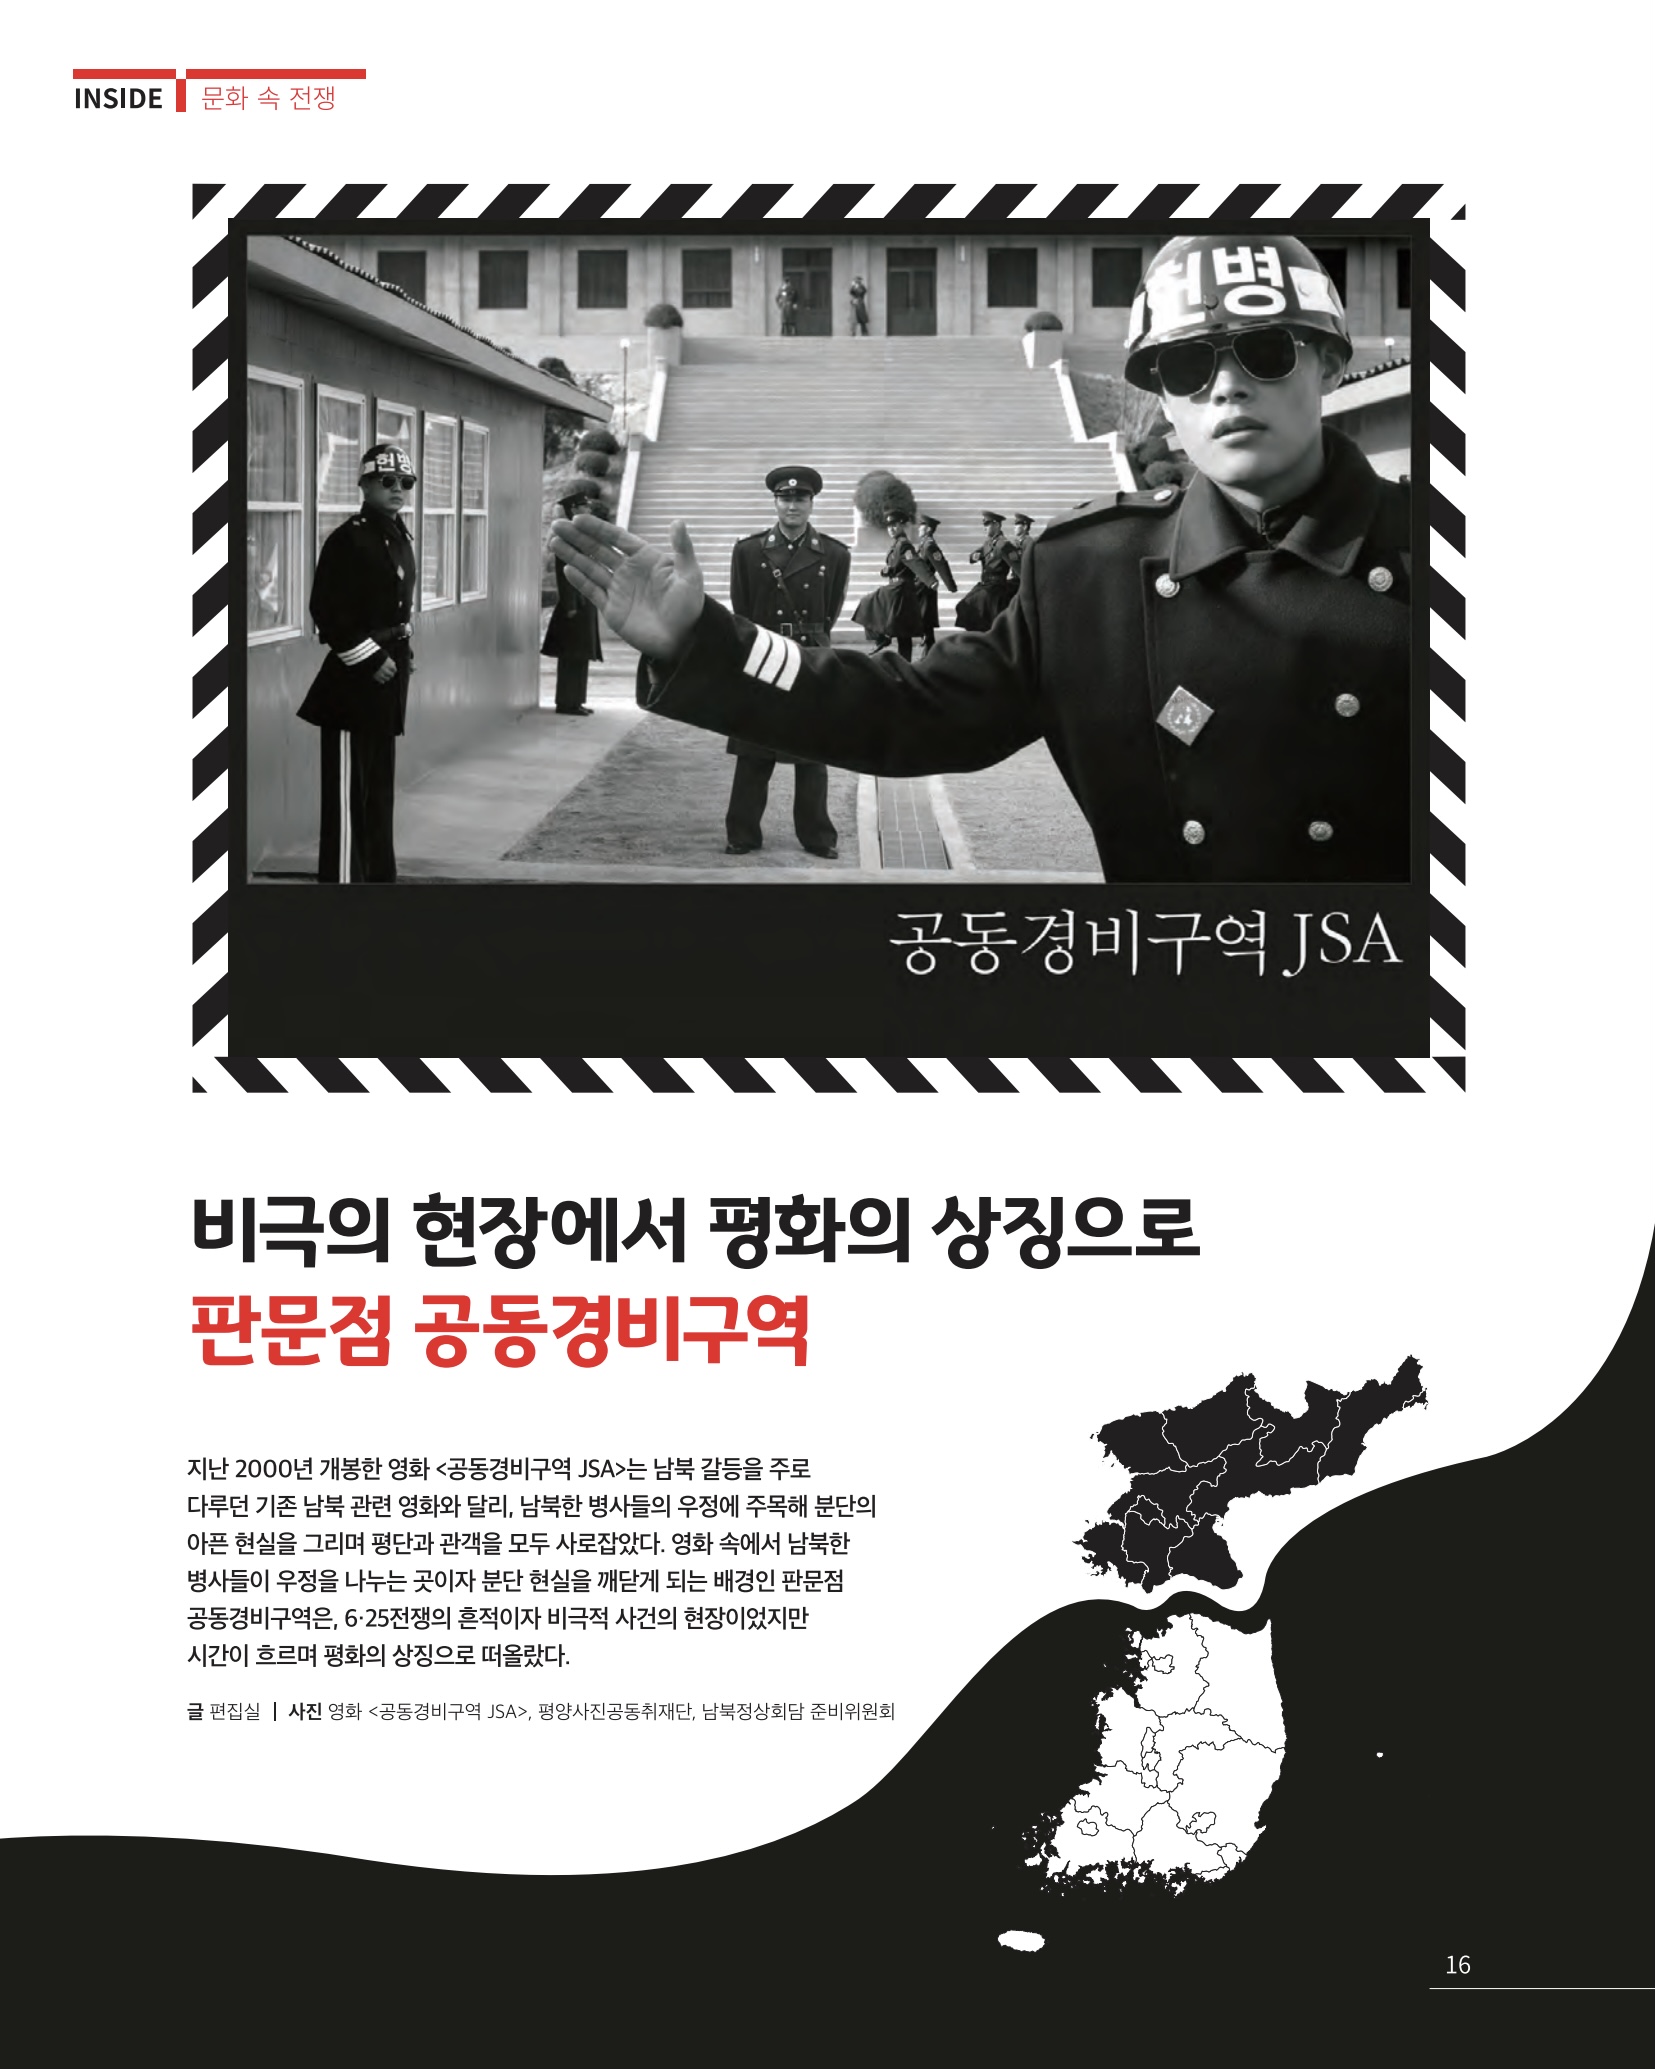 INSIDE 문화 속 전쟁
헌병
헌병
공동경비구역 JSA
비극의 현장에서 평화의 상징으로
판문점 공동경비구역
지난 2000년 개봉한 영화 <공동경비구역 JSA>는 남북 갈등을 주로
다루던 기존 남북 관련 영화와 달리, 남북한 병사들의 우정에 주목해 분단의
아픈 현실을 그리며 평단과 관객을 모두 사로잡았다. 영화 속에서 남북한
병사들이 우정을 나누는 곳이자 분단 현실을 깨닫게 되는 배경인 판문점
공동경비구역은, 6·25전쟁의 흔적이자 비극적 사건의 현장이었지만
시간이 흐르며 평화의 상징으로 떠올랐다.
글 편집실 | 사진 영화 <공동경비구역 JSA>, 평양사진공동취재단, 남북정상회담 준비위원회
16